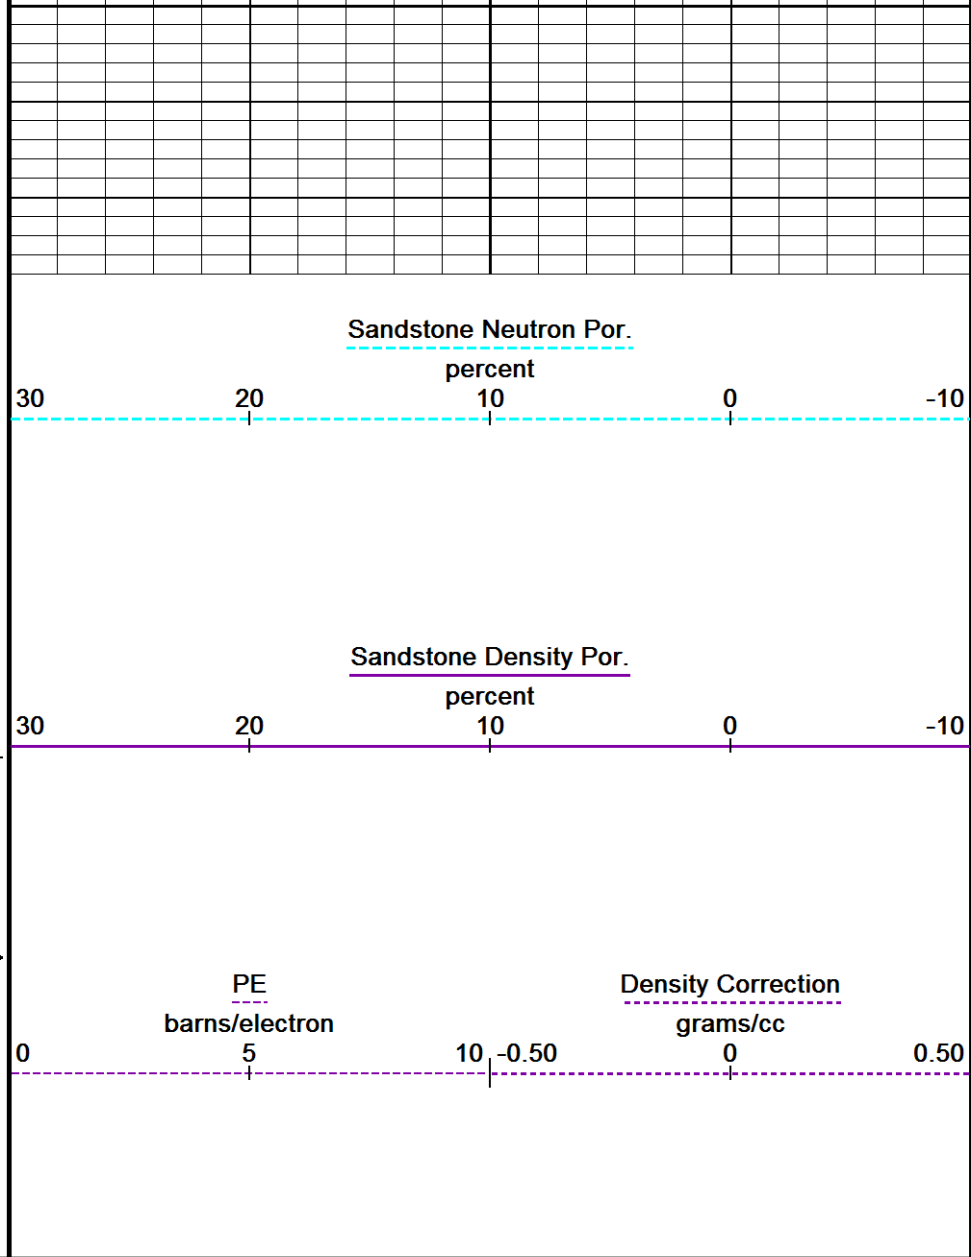 Sandstone Neutron Por.
percent
30 20 10 0 -10
Sandstone Density Por.
percent
30 20 10 0 -10
PE Density Correction
barns/electron grams/cc
0 5 10 -0.50 0 0.50